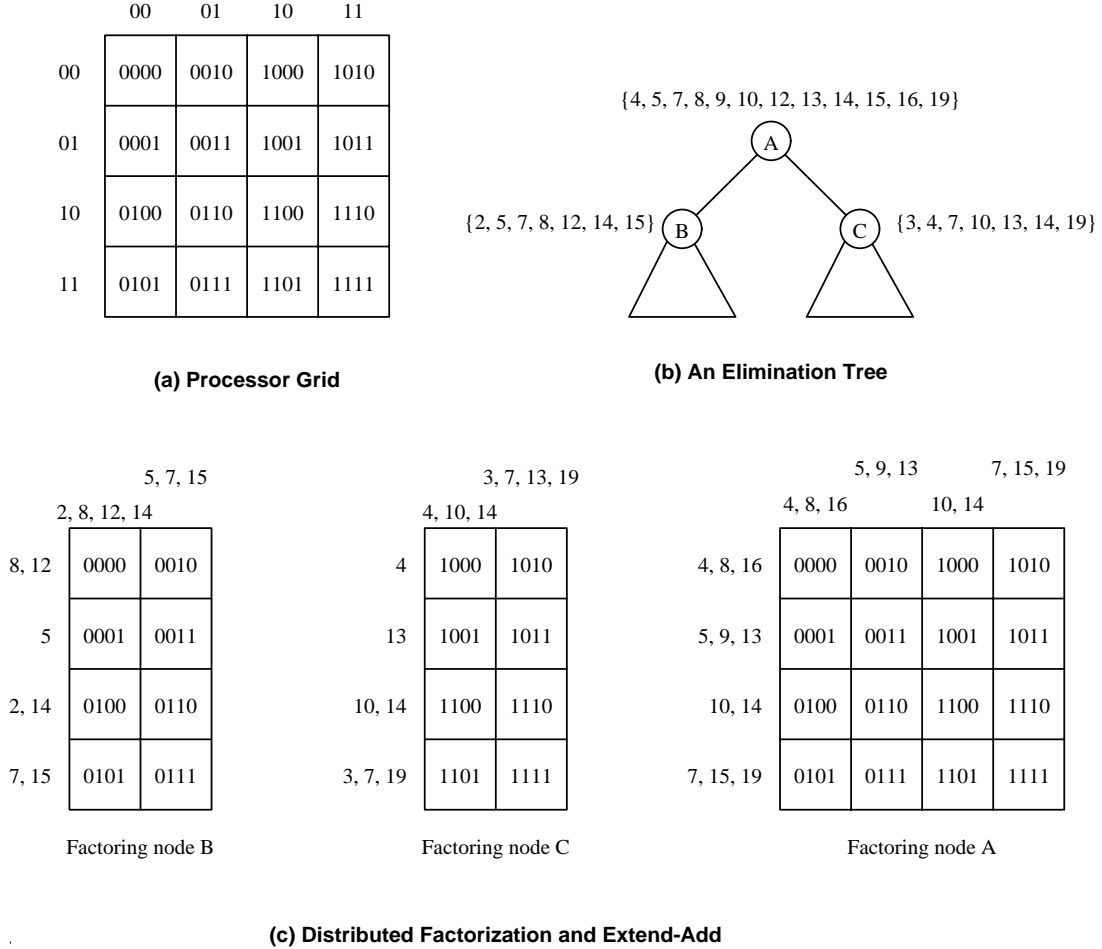 00 01 10 11
00 0000 0010 1000 1010
01 0001 0011 1001 1011
10 0100 0110 1100 1110
11 0101 0111 1101 1111
(a) Processor Grid
{4, 5, 7, 8, 9, 10, 12, 13, 14, 15, 16, 19}
A
{2, 5, 7, 8, 12, 14, 15} B
C {3, 4, 7, 10, 13, 14, 19}
(b) An Elimination Tree
5, 7, 15
2, 8, 12, 14
8, 12 0000 0010
5 0001 0011
2, 14 0100 0110
7, 15 0101 0111
Factoring node B
3, 7, 13, 19
4, 10, 14
4 1000 1010
13 1001 1011
10, 14 1100 1110
3, 7, 19 1101 1111
Factoring node C
5, 9, 13 7, 15, 19
4, 8, 16 10, 14
4, 8, 16 0000 0010 1000 1010
5, 9, 13 0001 0011 1001 1011
10, 14 0100 0110 1100 1110
7, 15, 19 0101 0111 1101 1111
Factoring node A
(c) Distributed Factorization and Extend-Add